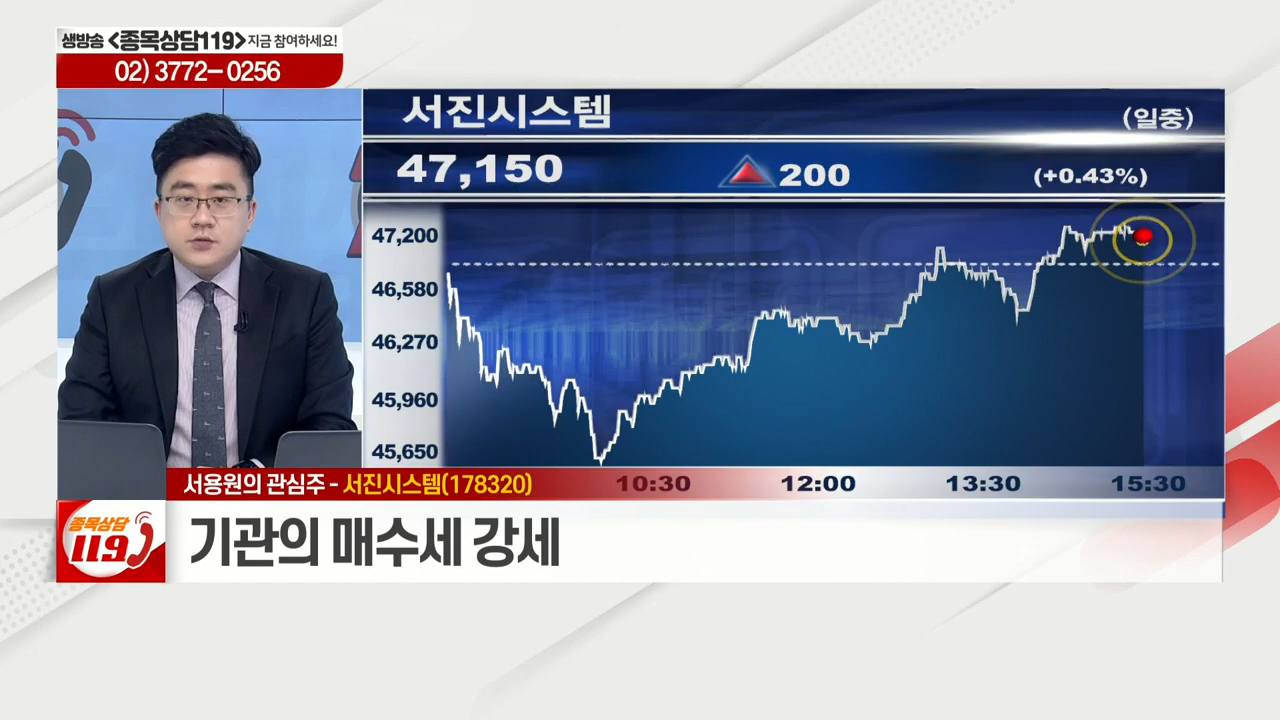 생방송 <종목상담119> 지금 참여하세요!
02) 3772-0256
서진시스템
(일중)
47,150
200
(+0.43%)
47,200
46,580
46,270
45,960
45,650
10:30 12:00 13:30 15:30
서용원의 관심주 - 서진시스템(178320)
종목상담
119
기관의 매수세 강세